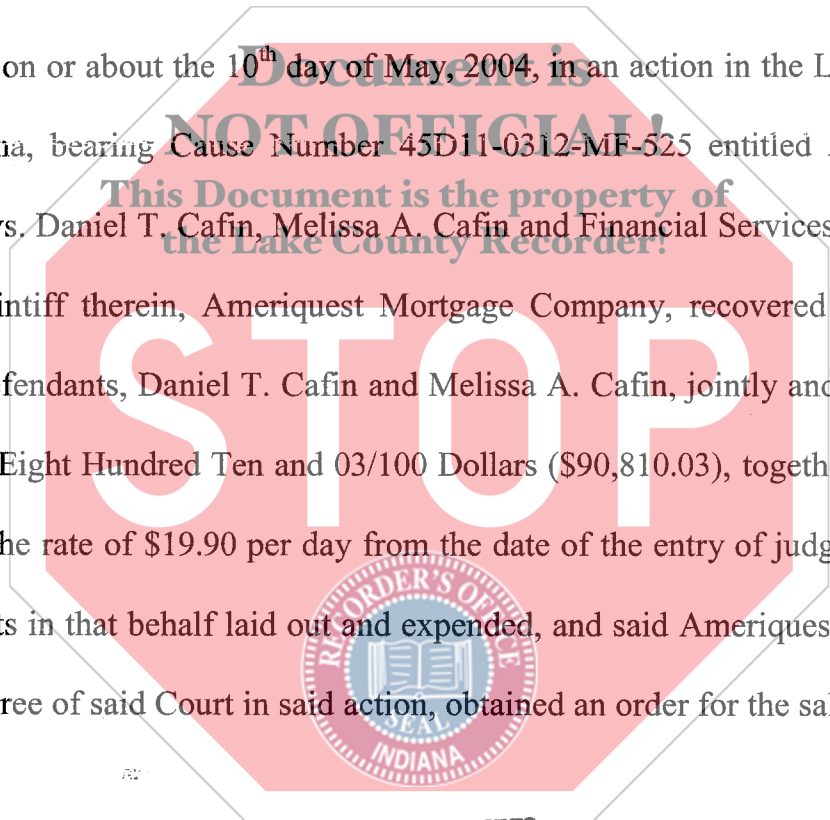 on or about the 10th day of May, 2004, in an action in the L
Document is
na, bearing Cause Number 45D11-0312-MF-525 entitled
NOT OFFICIAL!
This Document is the property of
vs. Daniel T. Cafin, Melissa A. Cafin and Financial Services
the Lake County Recorder!
intiff therein, Ameriquest Mortgage Company, recovered
STOP
efendants, Daniel T. Cafin and Melissa A. Cafin, jointly and
Eight Hundred Ten and 03/100 Dollars ($90,810.03), togeth
he rate of $19.90 per day from the date of the entry of judg
RECORDER'S OFFICE
ts in that behalf laid out and expended, and said Ameriques
ree of said Court in said action, obtained an order for the sal
SEAL
INDIANA